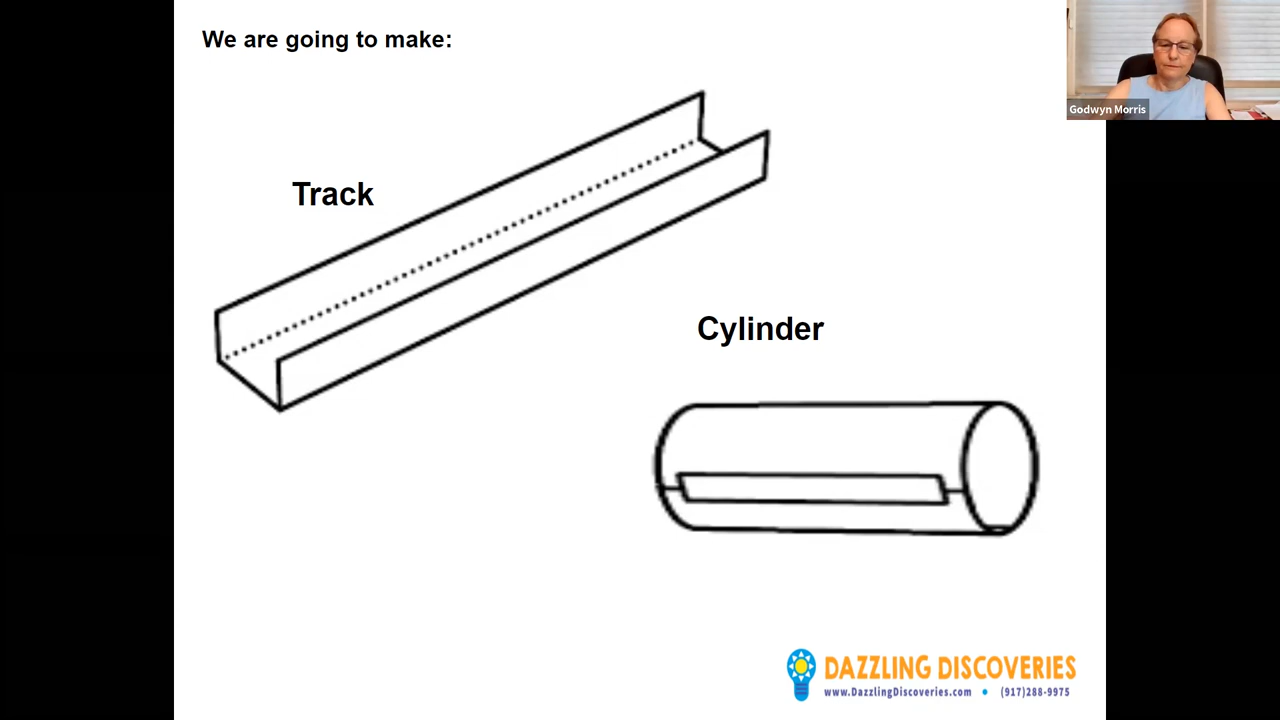 We are going to make:
Godwyn Morris
Track
Cylinder
DAZZLING DISCOVERIES
www.DazzlingDiscoveries.com • (917)288-9975